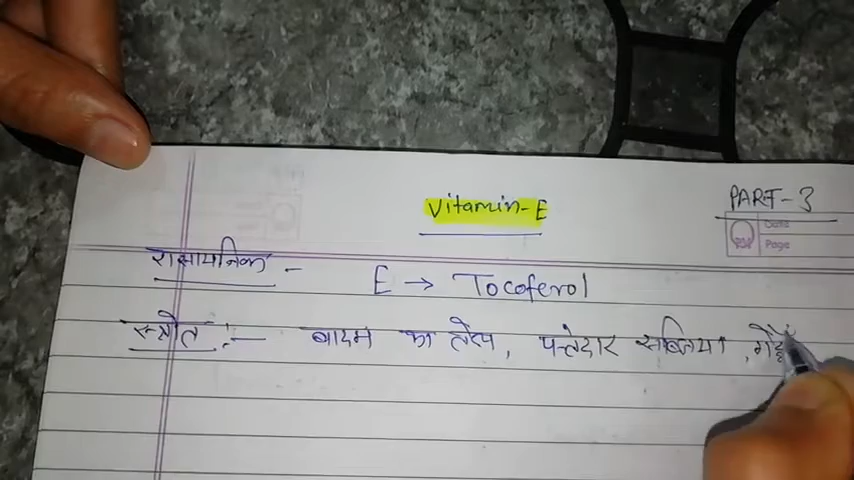 Vitamin-E
PART-3
Date
Page
रासायनिक - E → Tocoferol
स्त्रोत :- बादाम का तेल, पत्तेदार सब्जिया, गेहूँ